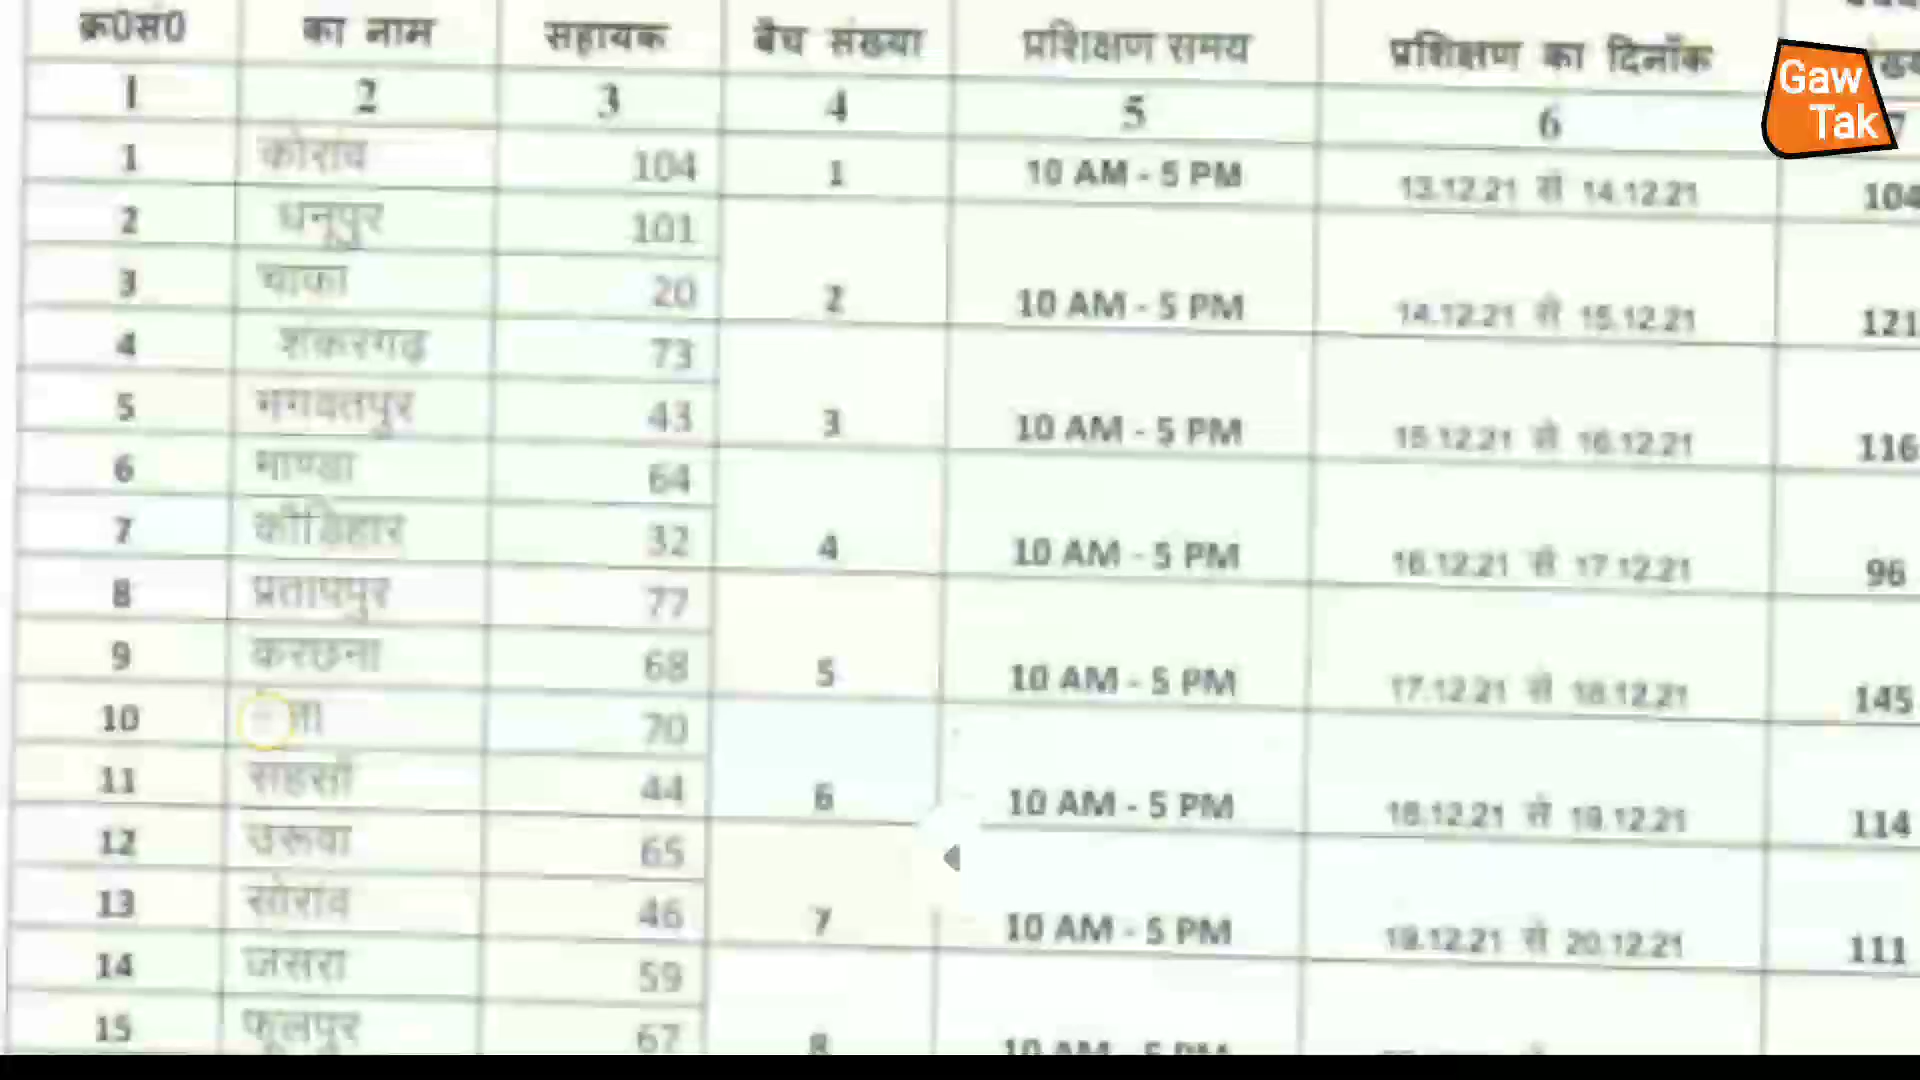 क्र0सं0 का नाम सहायक बैच संख्या प्रशिक्षण समय प्रशिक्षण का दिनॉक
Gaw
Tak
1 2 3 4 5 6 7
1 कोरांव 104 1 10 AM - 5 PM 13.12.21 से 14.12.21 104
2 धनूपुर 101
3 चाका 20 2 10 AM - 5 PM 14.12.21 से 15.12.21 121
4 शंकरगढ़ 73
5 भगवतपुर 43 3 10 AM - 5 PM 15.12.21 से 16.12.21 116
6 माण्डा 64
7 कौडिहार 32 4 10 AM - 5 PM 16.12.21 से 17.12.21 96
8 प्रतापपुर 77
9 करछना 68 5 10 AM - 5 PM 17.12.21 से 18.12.21 145
10 70
11 सहसों 44 6 10 AM - 5 PM 18.12.21 से 19.12.21 114
12 उरूवा 65
13 सोरांव 46 7 10 AM - 5 PM 19.12.21 से 20.12.21 111
14 जसरा 59
15 फूलपुर 67 8 10 AM - 5 PM